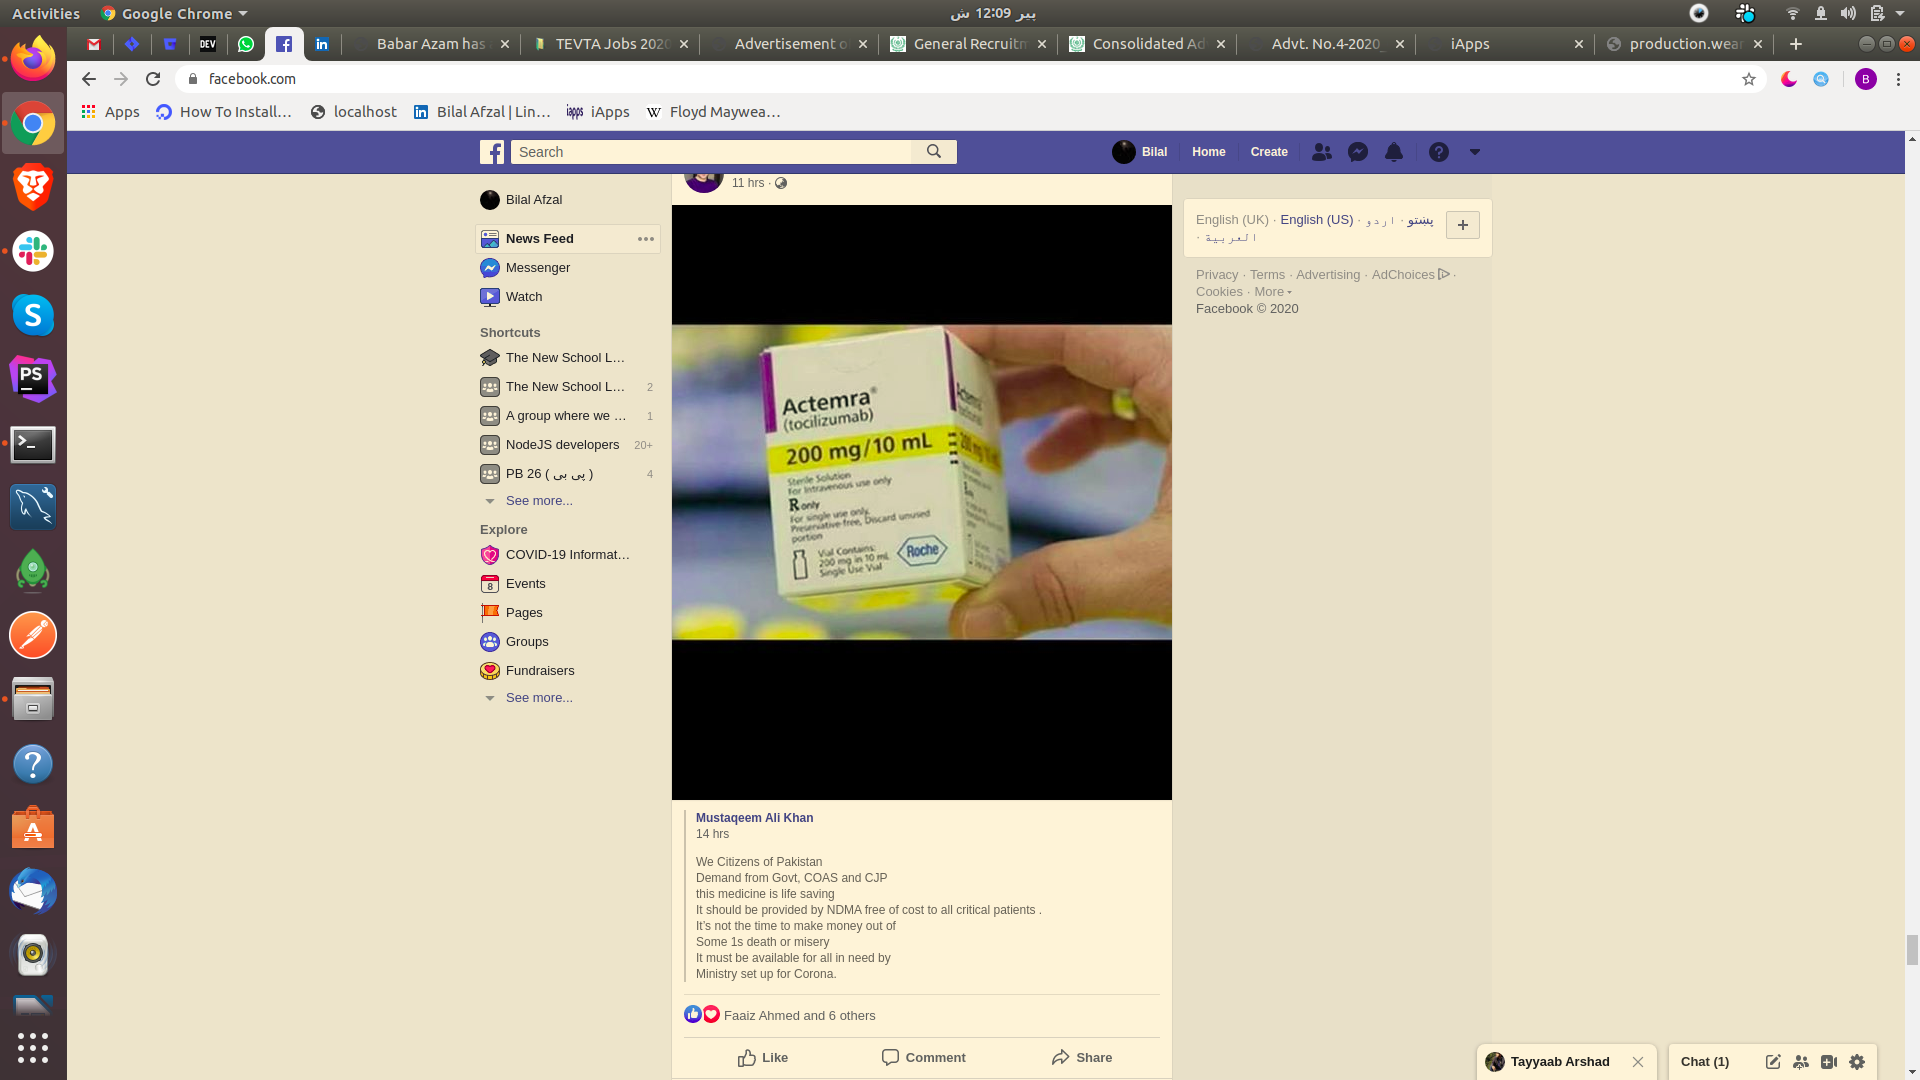 Activities
Google Chrome
پیر 12:09 ش
DEV
Babar Azam has
TEVTA Jobs 2020
Advertisement o
General Recruitm
Consolidated Ad
Advt. No.4-2020_
iApps
production.wear
facebook.com
B
Apps
How To Install...
localhost
Bilal Afzal | Lin...
iApps
Floyd Maywea...
Search
Bilal
Home
Create
Bilal Afzal
News Feed
Messenger
Watch
Shortcuts
The New School L...
The New School L... 2
A group where we ... 1
NodeJS developers 20+
PB 26 ( پی بی ) 4
See more...
Explore
COVID-19 Informat...
Events
Pages
Groups
Fundraisers
See more...
11 hrs ·
Actemra®
(tocilizumab)
200 mg/10 mL
Sterile Solution
For Intravenous use only
R only
For single use only.
Preservative free, Discard unused
portion
Vial Contains:
200 mg in 10 mL
Single Use Vial
Roche
Mustaqeem Ali Khan
14 hrs
We Citizens of Pakistan
Demand from Govt, COAS and CJP
this medicine is life saving
It should be provided by NDMA free of cost to all critical patients .
It's not the time to make money out of
Some 1s death or misery
It must be available for all in need by
Ministry set up for Corona.
Faaiz Ahmed and 6 others
Like
Comment
Share
English (UK) · English (US) · اردو · پښتو
· العربية
Privacy · Terms · Advertising · AdChoices ·
Cookies · More
Facebook © 2020
Tayyaab Arshad
Chat (1)
PS